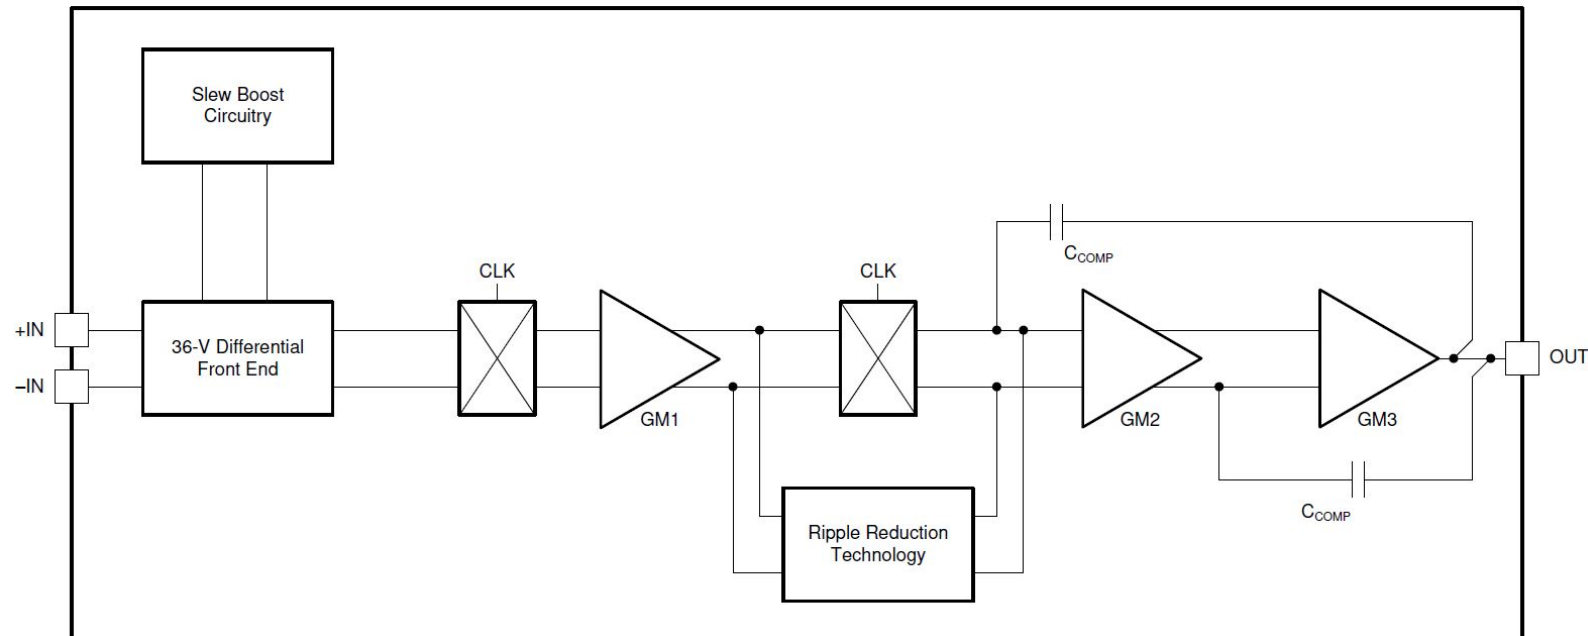 Slew Boost
Circuitry
CLK
CLK
C_COMP
+IN
–IN
36-V Differential
Front End
OUT
GM1
GM2
GM3
Ripple Reduction
Technology
C_COMP